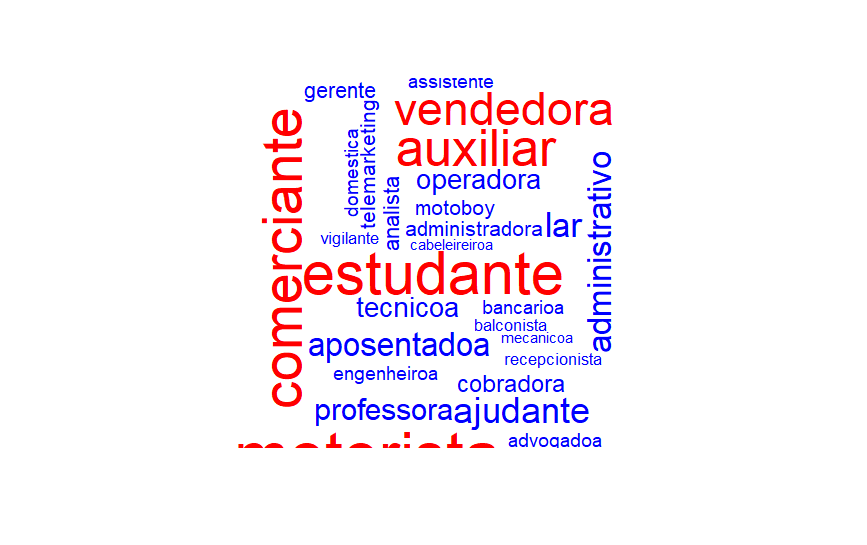 assistente
gerente
vendedora
comerciante
telemarketing
domestica
auxiliar
administrativo
operadora
analista
motoboy
lar
administradora
vigilante
cabeleireiroa
estudante
tecnicoa
bancarioa
balconista
mecanicoa
aposentadoa
recepcionista
engenheiroa
cobradora
professora
ajudante
motorista
advogadoa